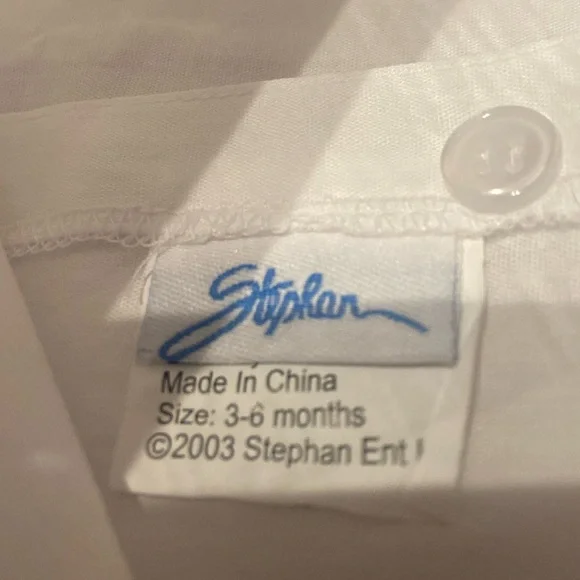 Stephan
Made In China
Size: 3-6 months
©2003 Stephan Ent